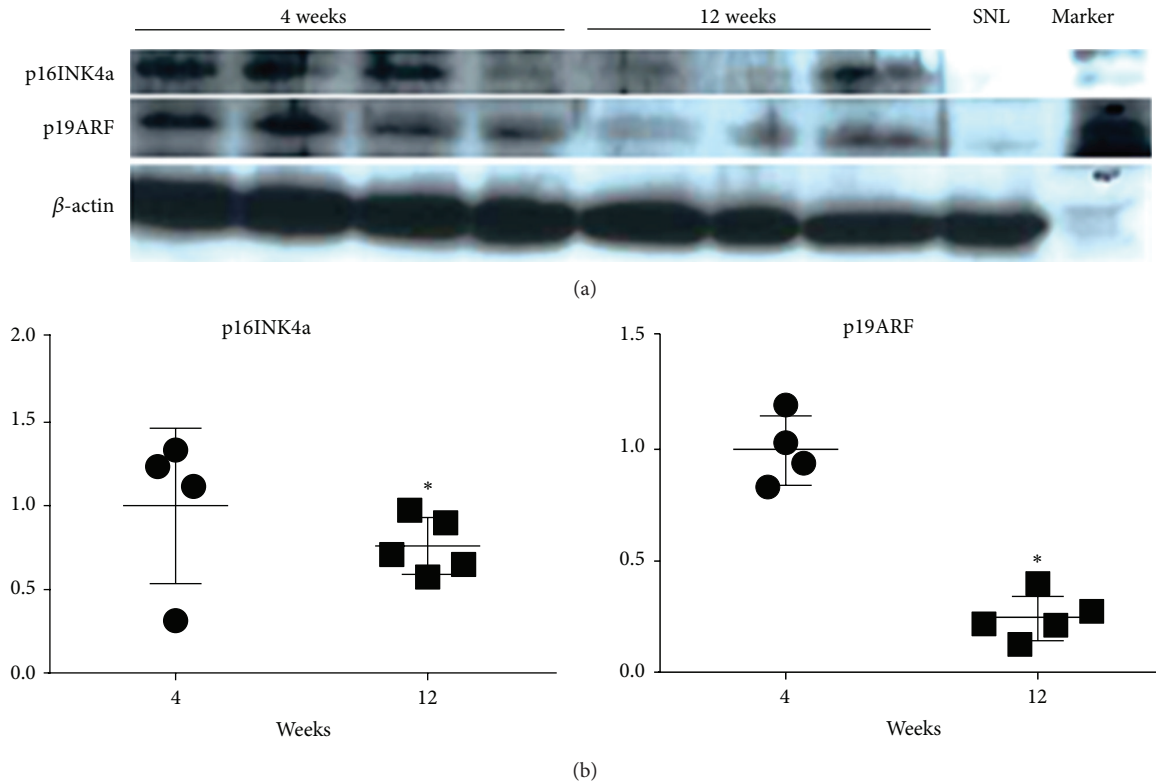 4 weeks 12 weeks SNL Marker
p16INK4a
p19ARF
β-actin
(a)
p16INK4a
2.0
1.5
1.0
0.5
0.0
*
4 12
Weeks
p19ARF
1.5
1.0
0.5
0.0
*
4 12
Weeks
(b)